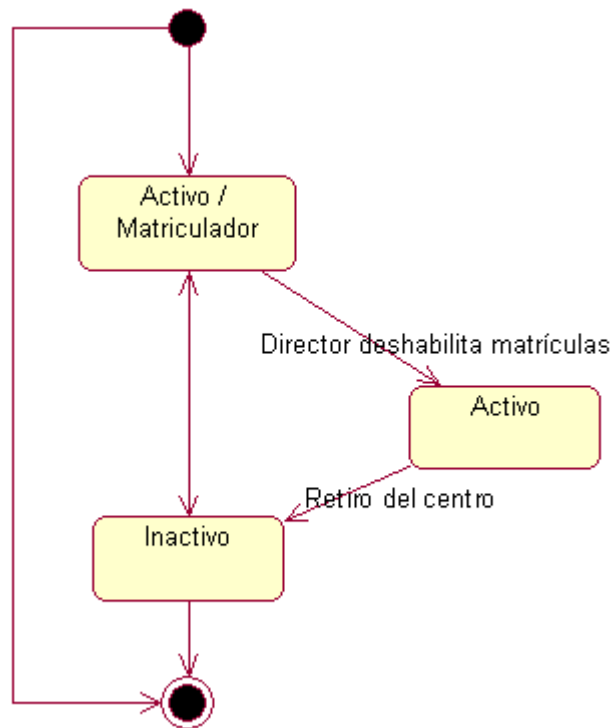 Activo /
Matriculador
Director deshabilita matrículas
Activo
Retiro del centro
Inactivo